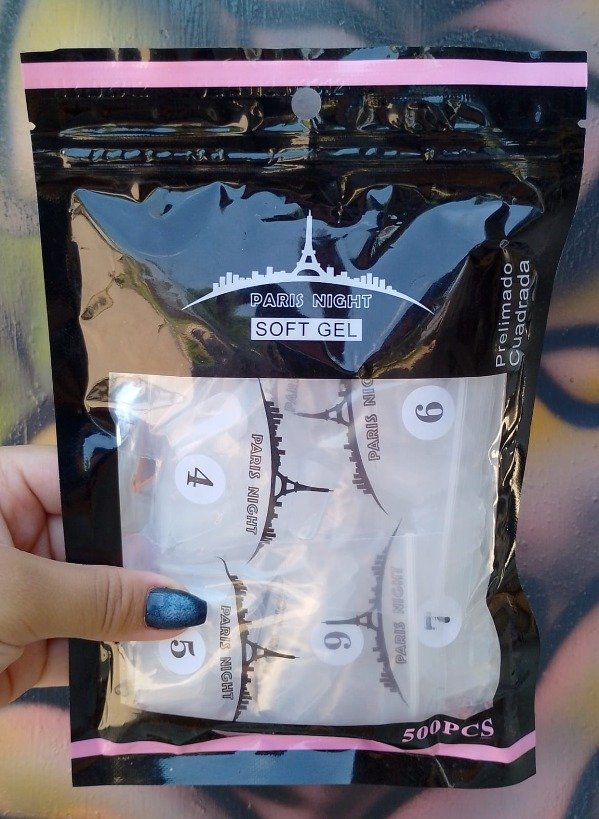 PARIS NIGHT
SOFT GEL
Prelimado
Cuadrada
4
PARIS NIGHT
PARIS NIGHT
9
5
PARIS NIGHT
6
PARIS NIGHT
7
500PCS